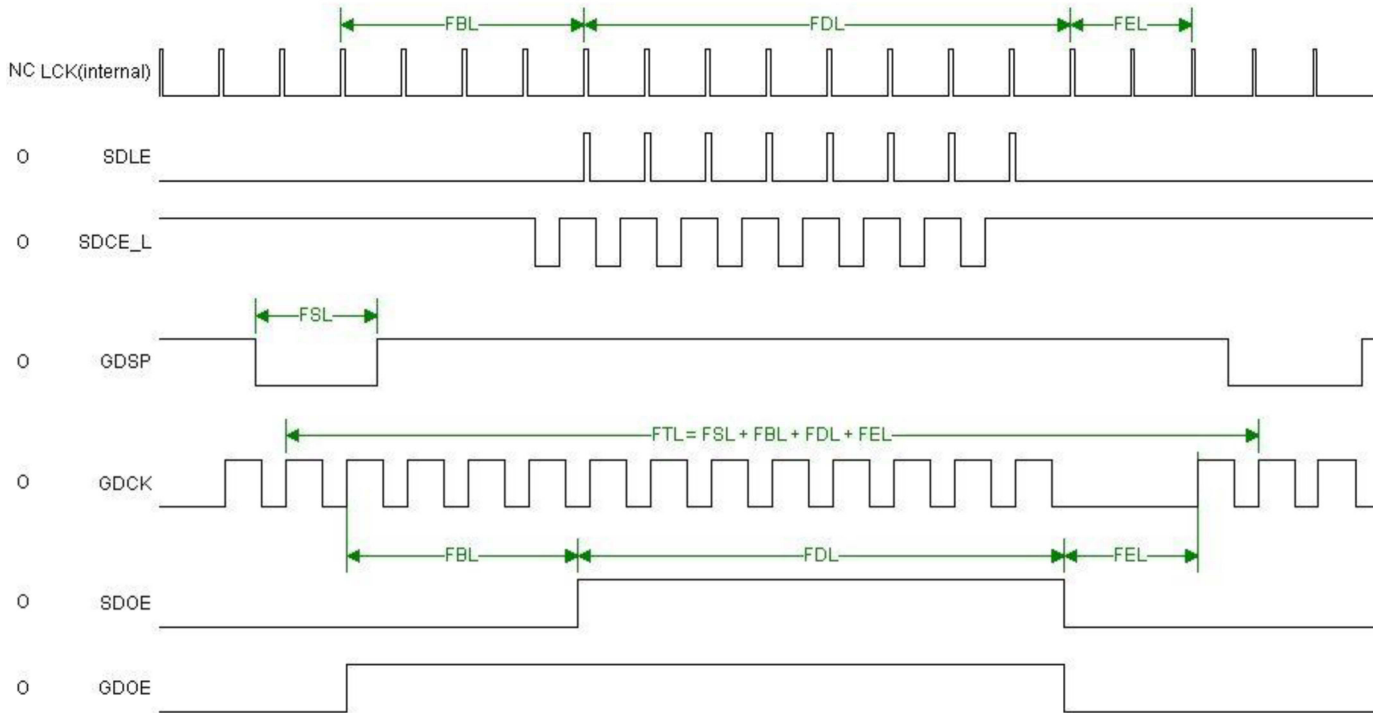 FBL FDL FEL
NC LCK(internal)
O SDLE
O SDCE_L
FSL
O GDSP
FTL = FSL + FBL + FDL + FEL
O GDCK
FBL FDL FEL
O SDOE
O GDOE